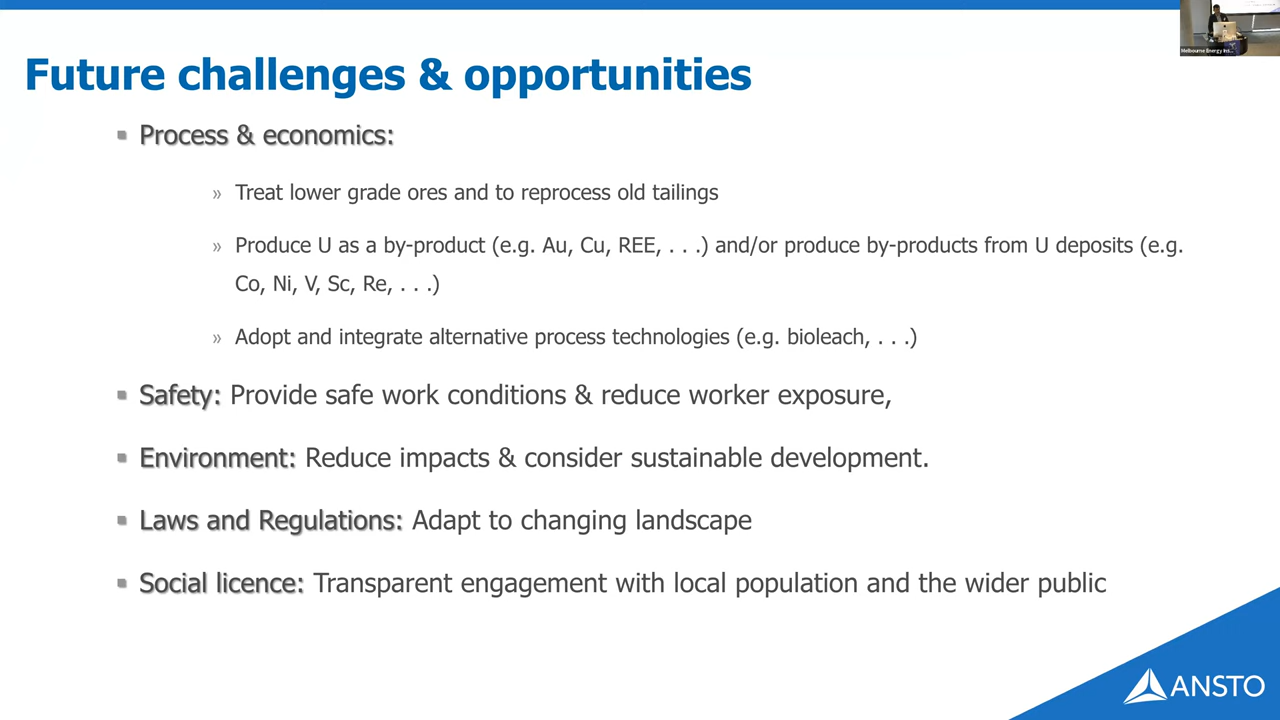 Melbourne Energy Ins...
Future challenges & opportunities
▪ Process & economics:
» Treat lower grade ores and to reprocess old tailings
» Produce U as a by-product (e.g. Au, Cu, REE, . . .) and/or produce by-products from U deposits (e.g.
Co, Ni, V, Sc, Re, . . .)
» Adopt and integrate alternative process technologies (e.g. bioleach, . . .)
▪ Safety: Provide safe work conditions & reduce worker exposure,
▪ Environment: Reduce impacts & consider sustainable development.
▪ Laws and Regulations: Adapt to changing landscape
▪ Social licence: Transparent engagement with local population and the wider public
ANSTO